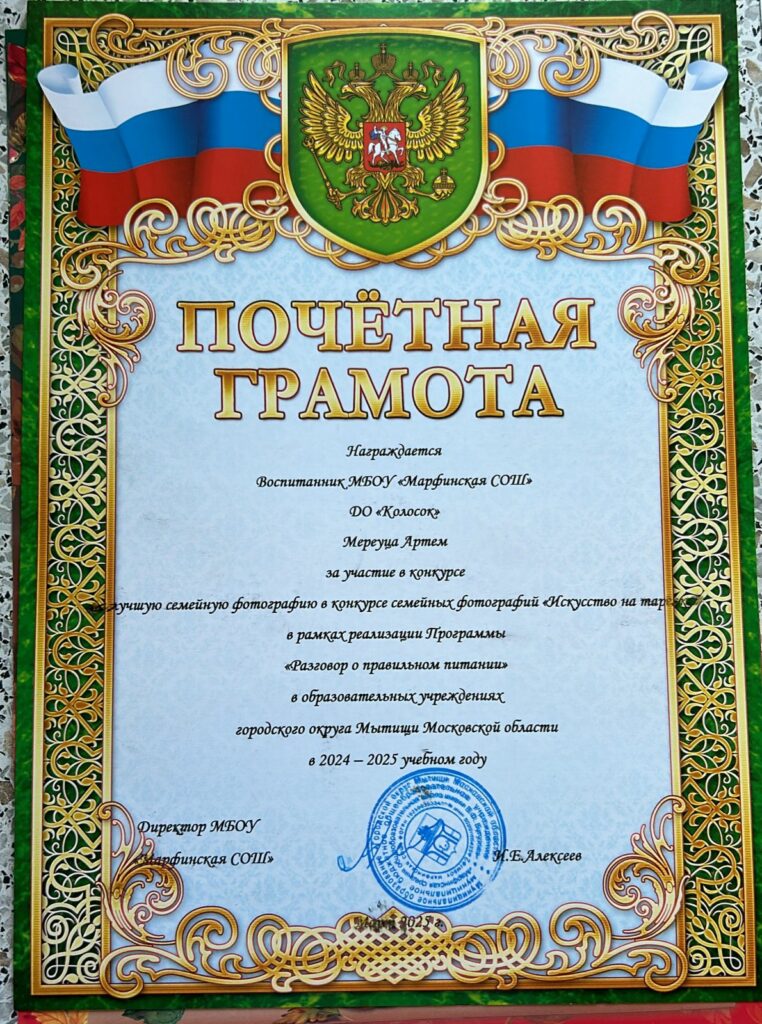 ПОЧЁТНАЯ
ГРАМОТА
Награждается
Воспитанник МБОУ «Марфинская СОШ»
ДО «Колосок»
Мереуца Артем
за участие в конкурсе
лучшую семейную фотографию в конкурсе семейных фотографий «Искусство на
в рамках реализации Программы
«Разговор о правильном питании»
в образовательных учреждениях
городского округа Мытищи Московской области
в 2024 – 2025 учебном году
Директор МБОУ
«Марфинская СОШ»
Алексеев
2025 г.